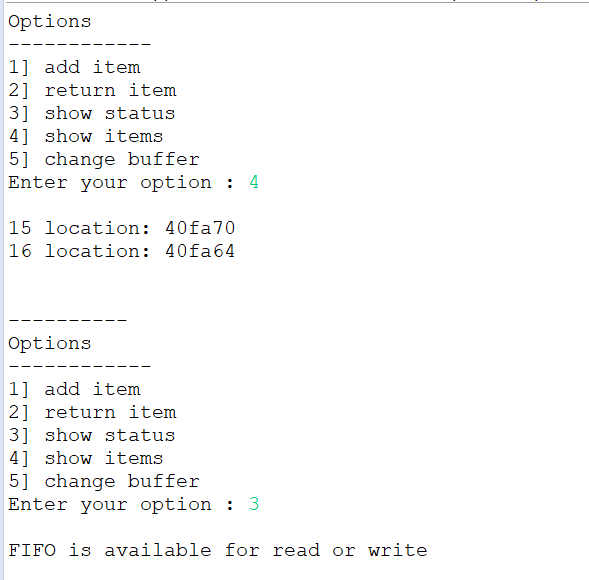 Options
------------
1] add item
2] return item
3] show status
4] show items
5] change buffer
Enter your option : 4
15 location: 40fa70
16 location: 40fa64
----------
Options
------------
1] add item
2] return item
3] show status
4] show items
5] change buffer
Enter your option : 3
FIFO is available for read or write